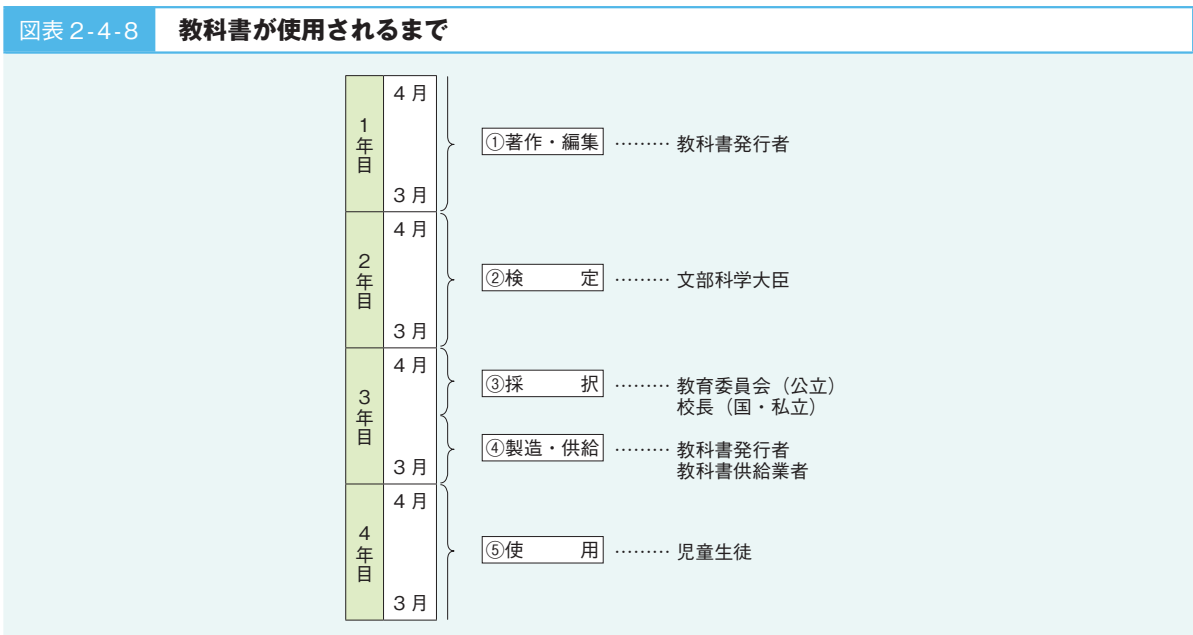 図表 2-4-8 教科書が使用されるまで
1年目
4月
①著作・編集 ……… 教科書発行者
3月
2年目
4月
②検　　　定 ……… 文部科学大臣
3月
3年目
4月
③採　　　択 ……… 教育委員会（公立）
校長（国・私立）
④製造・供給 ……… 教科書発行者
教科書供給業者
3月
4年目
4月
⑤使　　　用 ……… 児童生徒
3月